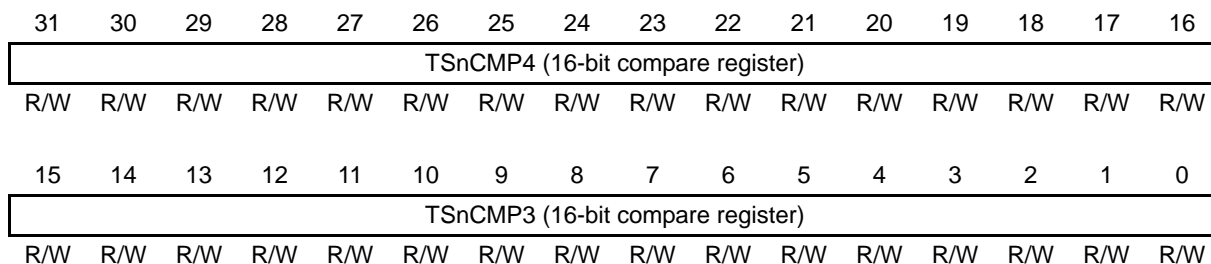 31 30 29 28 27 26 25 24 23 22 21 20 19 18 17 16
TSnCMP4 (16-bit compare register)
R/W R/W R/W R/W R/W R/W R/W R/W R/W R/W R/W R/W R/W R/W R/W R/W
15 14 13 12 11 10 9 8 7 6 5 4 3 2 1 0
TSnCMP3 (16-bit compare register)
R/W R/W R/W R/W R/W R/W R/W R/W R/W R/W R/W R/W R/W R/W R/W R/W